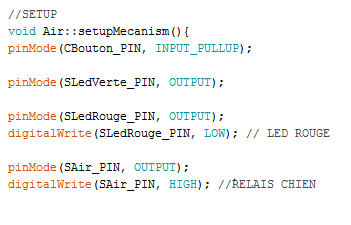 //SETUP
void Air::setupMecanism(){
pinMode(CBouton_PIN, INPUT_PULLUP);
pinMode(SLedVerte_PIN, OUTPUT);
pinMode(SLedRouge_PIN, OUTPUT);
digitalWrite(SLedRouge_PIN, LOW); // LED ROUGE
pinMode(SAir_PIN, OUTPUT);
digitalWrite(SAir_PIN, HIGH); //RELAIS CHIEN